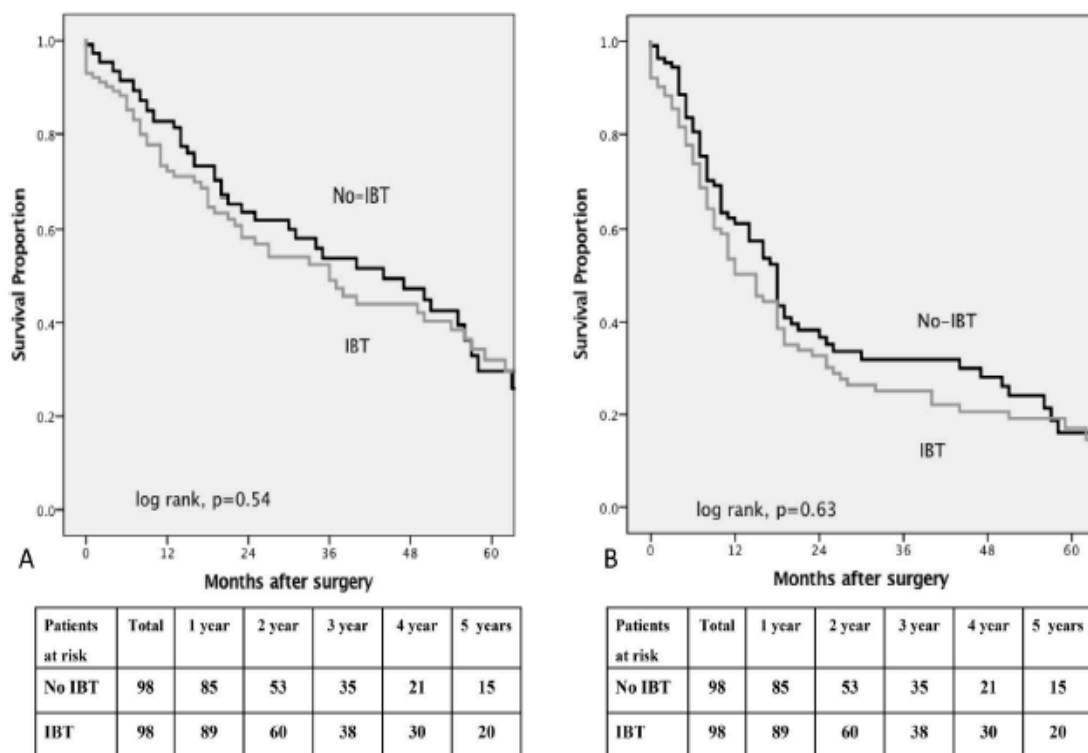 1.0
0.8
0.6
0.4
0.2
0.0
Survival Proportion
No=IBT
IBT
log rank, p=0.54
0 12 24 36 48 60
Months after surgery
A
Patients at risk Total 1 year 2 year 3 year 4 year 5 years
No IBT 98 85 53 35 21 15
IBT 98 89 60 38 30 20
1.0
0.8
0.6
0.4
0.2
0.0
Survival Proportion
No-IBT
IBT
log rank, p=0.63
0 12 24 36 48 60
Months after surgery
B
Patients at risk Total 1 year 2 year 3 year 4 year 5 years
No IBT 98 85 53 35 21 15
IBT 98 89 60 38 30 20